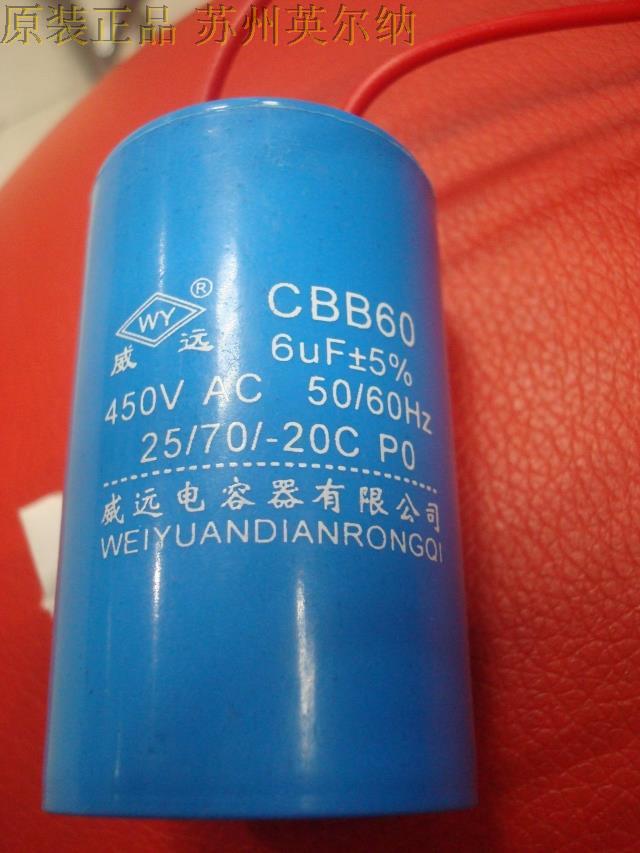 原装正品 苏州英尔纳
WY®
威 远
CBB60
6uF±5%
450V AC 50/60Hz
25/70/-20C P0
威远电容器有限公司
WEIYUANDIANRONGQI